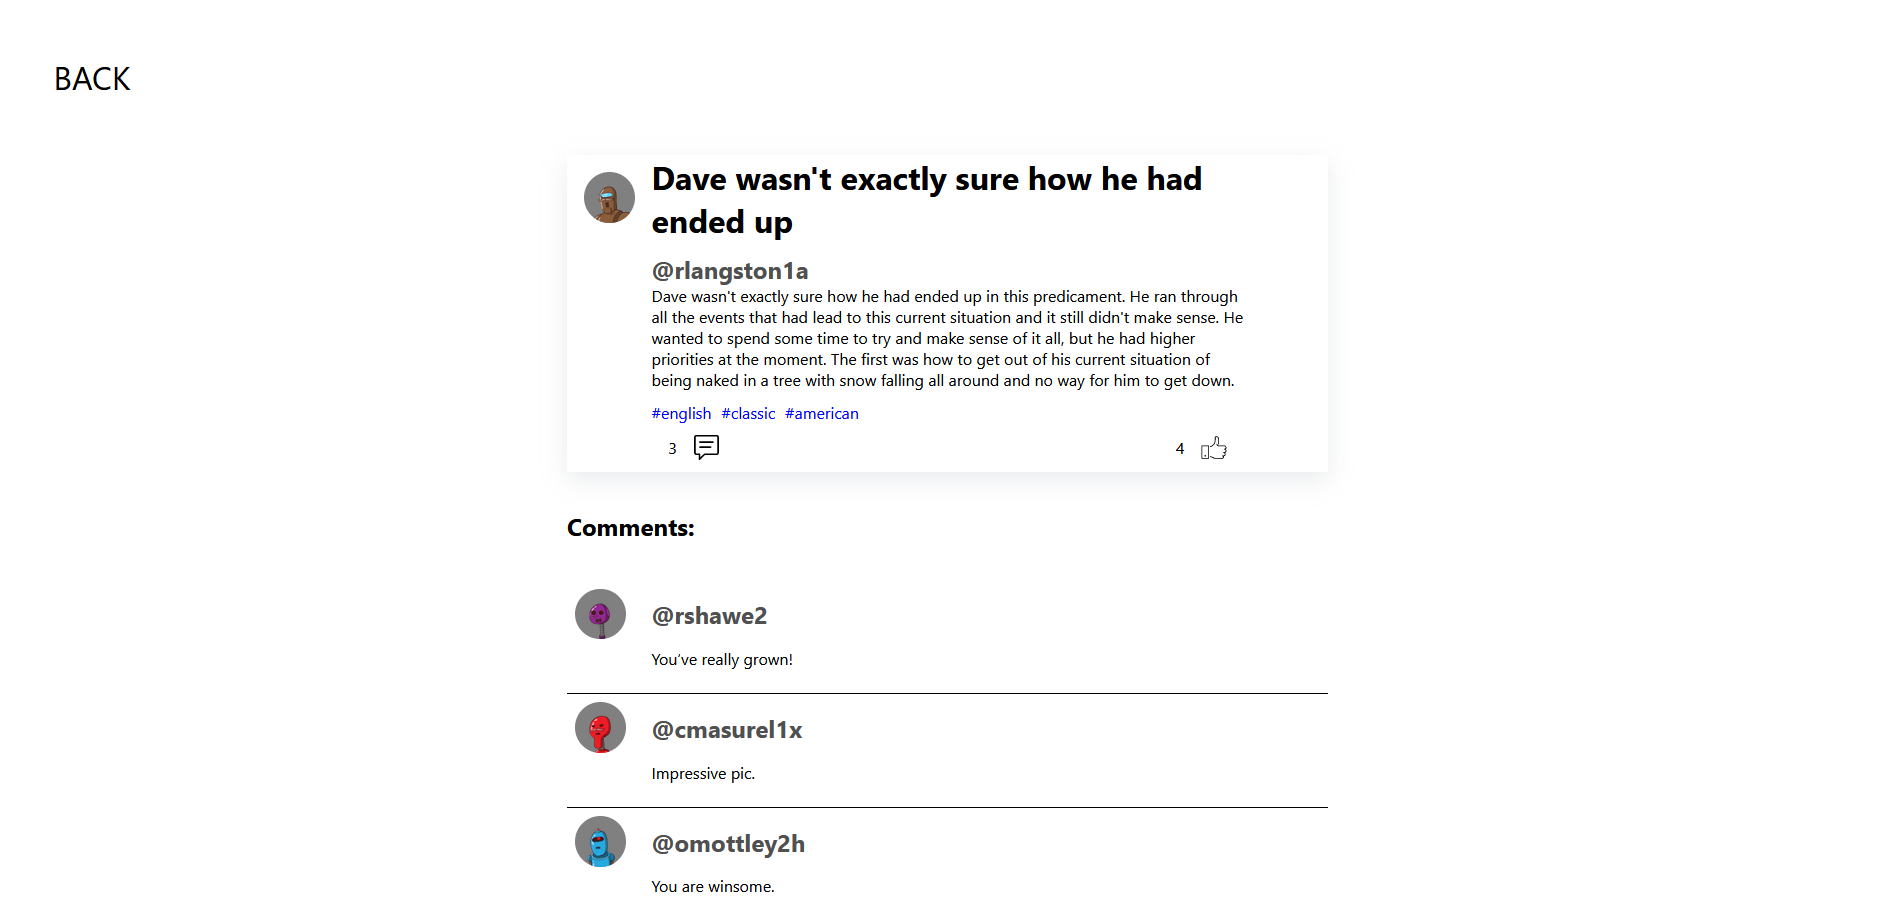 BACK
Dave wasn't exactly sure how he had
ended up
@rlangston1a
Dave wasn't exactly sure how he had ended up in this predicament. He ran through
all the events that had lead to this current situation and it still didn't make sense. He
wanted to spend some time to try and make sense of it all, but he had higher
priorities at the moment. The first was how to get out of his current situation of
being naked in a tree with snow falling all around and no way for him to get down.
#english #classic #american
3 4
Comments:
@rshawe2
You’ve really grown!
@cmasurel1x
Impressive pic.
@omottley2h
You are winsome.